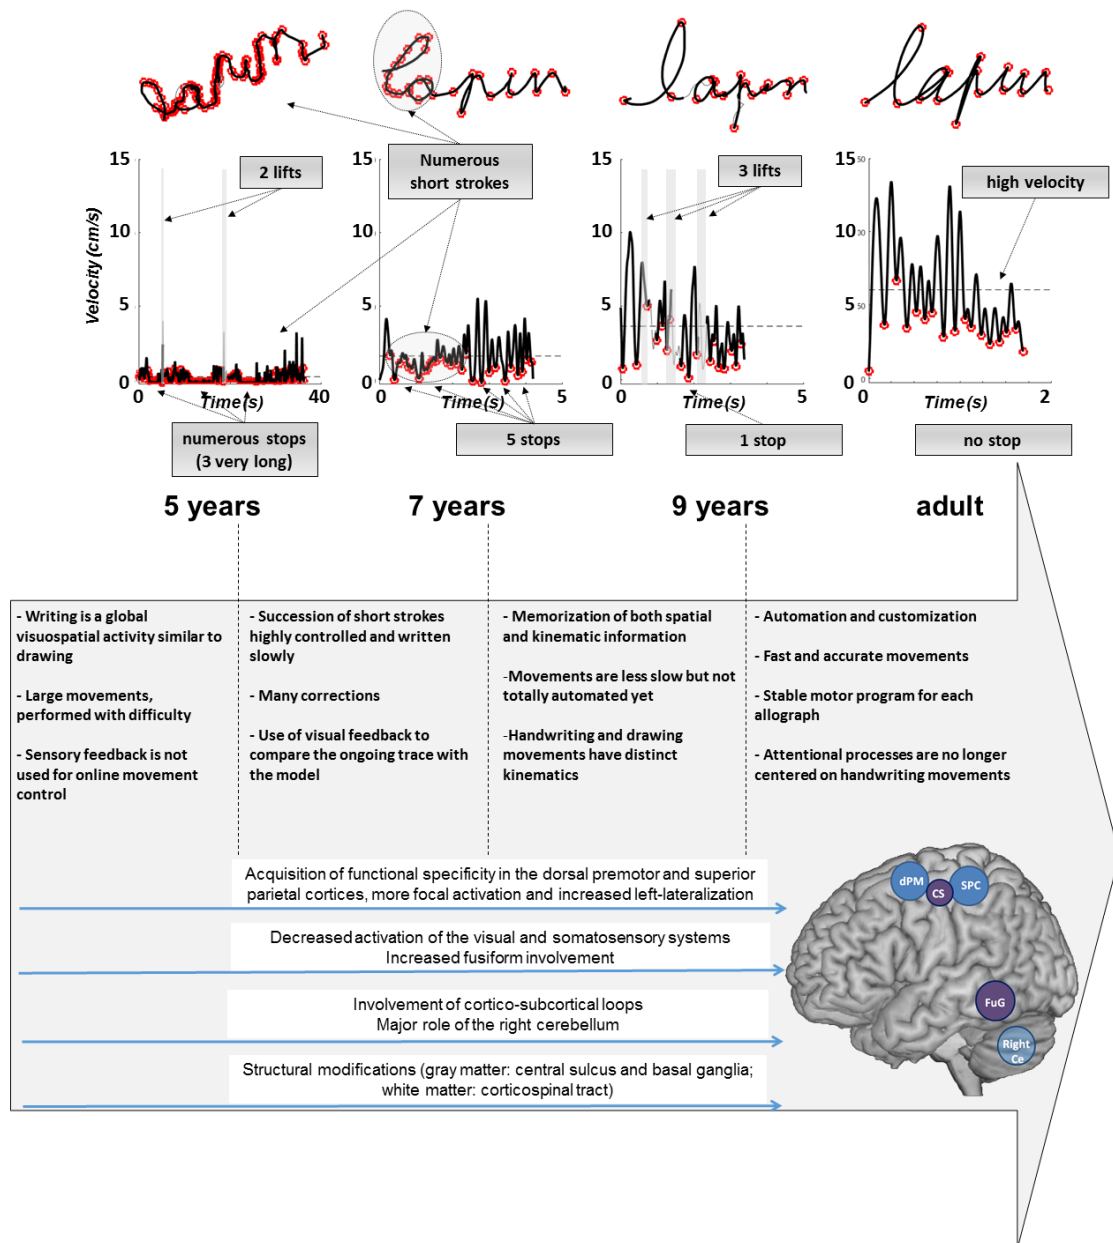 lapin
lapin
lapin
lapin
Numerous
short strokes
2 lifts
3 lifts
high velocity
Velocity (cm/s)
15
10
5
0
Time(s)
40
15
10
5
0
Time(s)
5
15
10
5
0
Time(s)
5
15
10
5
0
50
00
50
0
Time(s)
2
numerous stops
(3 very long)
5 stops
1 stop
no stop
5 years
7 years
9 years
adult
- Writing is a global
visuospatial activity similar to
drawing
- Large movements,
performed with difficulty
- Sensory feedback is not
used for online movement
control
- Succession of short strokes
highly controlled and written
slowly
- Many corrections
- Use of visual feedback to
compare the ongoing trace with
the model
- Memorization of both spatial
and kinematic information
-Movements are less slow but not
totally automated yet
-Handwriting and drawing
movements have distinct
kinematics
- Automation and customization
- Fast and accurate movements
- Stable motor program for each
allograph
- Attentional processes are no longer
centered on handwriting movements
Acquisition of functional specificity in the dorsal premotor and superior
parietal cortices, more focal activation and increased left-lateralization
Decreased activation of the visual and somatosensory systems
Increased fusiform involvement
Involvement of cortico-subcortical loops
Major role of the right cerebellum
Structural modifications (gray matter: central sulcus and basal ganglia;
white matter: corticospinal tract)
dPM
CS
SPC
FuG
Right
Ce